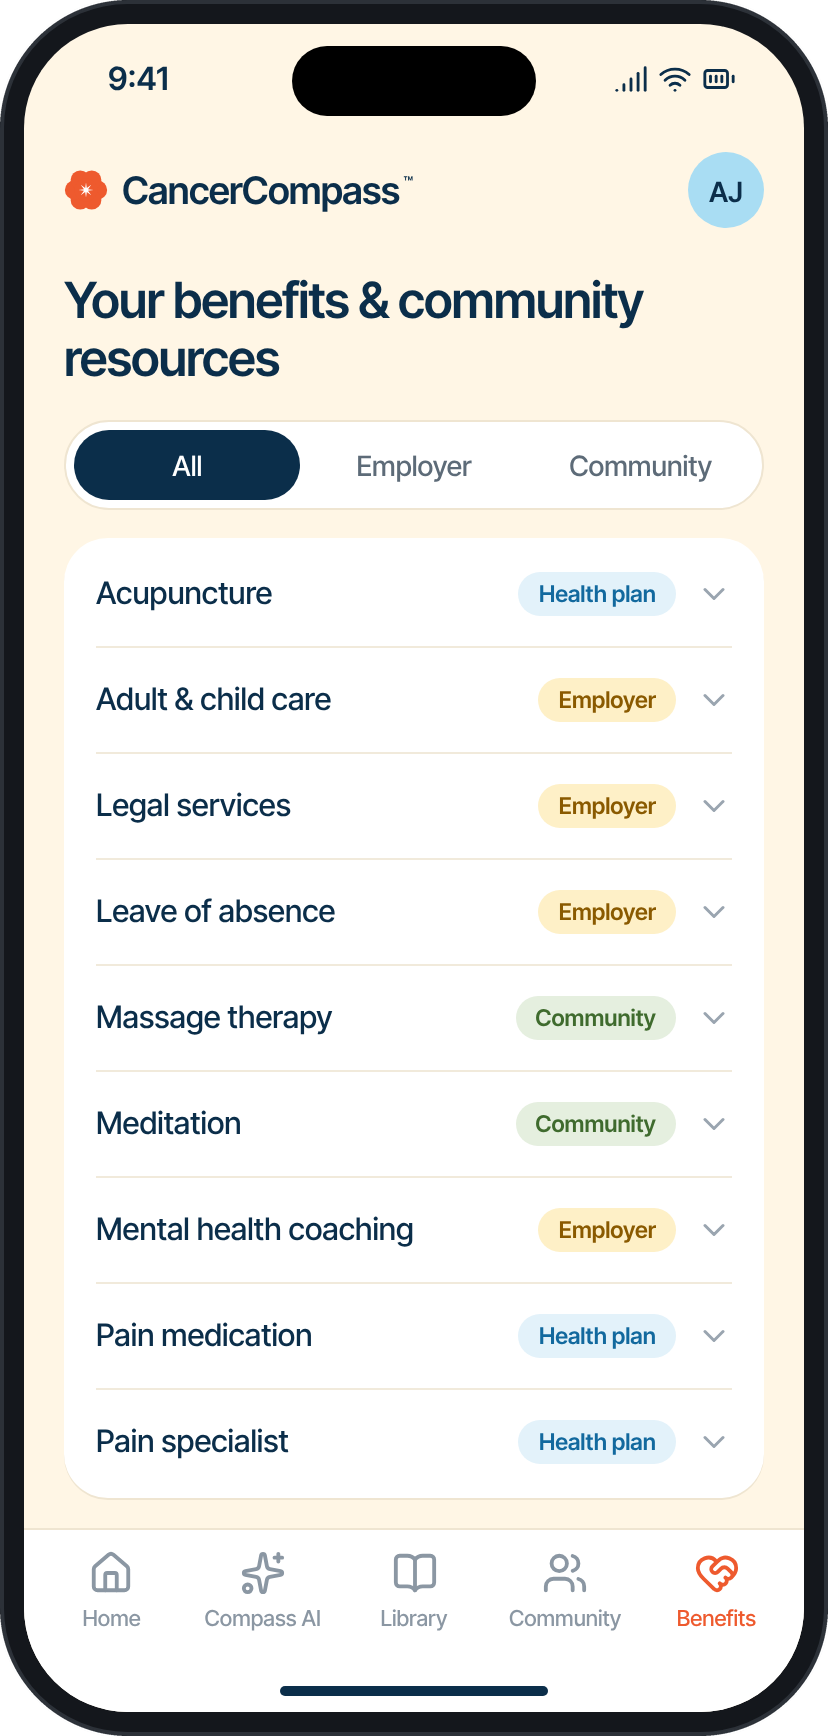 9:41
CancerCompass™
AJ
Your benefits & community
resources
All Employer Community
Acupuncture Health plan
Adult & child care Employer
Legal services Employer
Leave of absence Employer
Massage therapy Community
Meditation Community
Mental health coaching Employer
Pain medication Health plan
Pain specialist Health plan
Home Compass AI Library Community Benefits